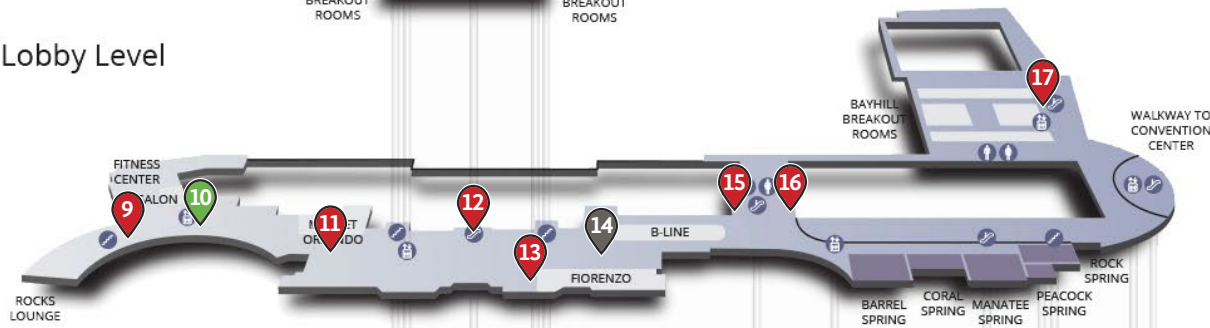 BREAKOUT
ROOMS
BREAKOUT
ROOMS
Lobby Level
17
BAYHILL
BREAKOUT
ROOMS
WALKWAY TO
CONVENTION
CENTER
FITNESS
CENTER
SALON
9
10
11
12
13
14
15
16
ORLANDO
B-LINE
FIORENZO
ROCKS
LOUNGE
BARREL
SPRING
CORAL
SPRING
MANATEE
SPRING
PEACOCK
SPRING
ROCK
SPRING